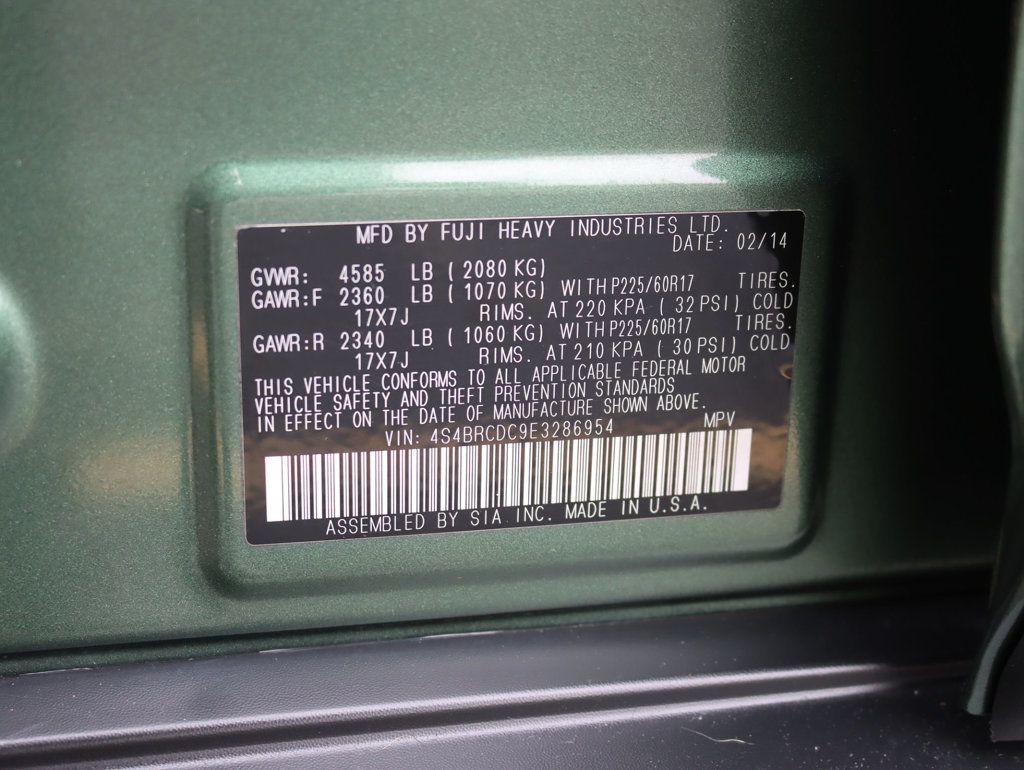 MFD BY FUJI HEAVY INDUSTRIES LTD.
DATE: 02/14
GVWR: 4585 LB ( 2080 KG)
GAWR:F 2360 LB ( 1070 KG) WITH P225/60R17 TIRES.
17X7J RIMS. AT 220 KPA ( 32 PSI) COLD
GAWR:R 2340 LB ( 1060 KG) WITH P225/60R17 TIRES.
17X7J RIMS. AT 210 KPA ( 30 PSI) COLD
THIS VEHICLE CONFORMS TO ALL APPLICABLE FEDERAL MOTOR
VEHICLE SAFETY AND THEFT PREVENTION STANDARDS
IN EFFECT ON THE DATE OF MANUFACTURE SHOWN ABOVE.
VIN: 4S4BRCDC9E3286954 MPV
ASSEMBLED BY SIA INC. MADE IN U.S.A.